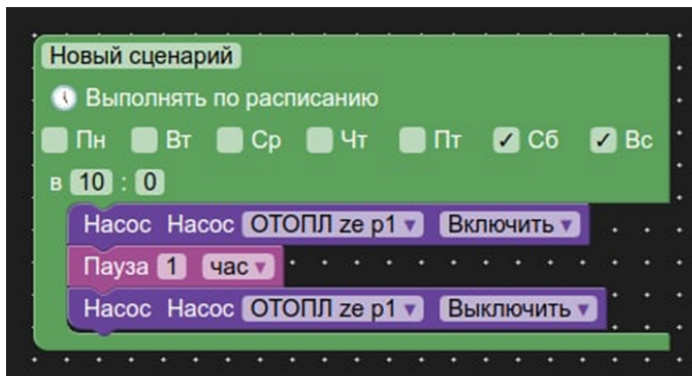 Новый сценарий
Выполнять по расписанию
Пн Вт Ср Чт Пт Сб Вс
в 10 : 0
Насос Насос ОТОПЛ ze p1 Включить
Пауза 1 час
Насос Насос ОТОПЛ ze p1 Выключить